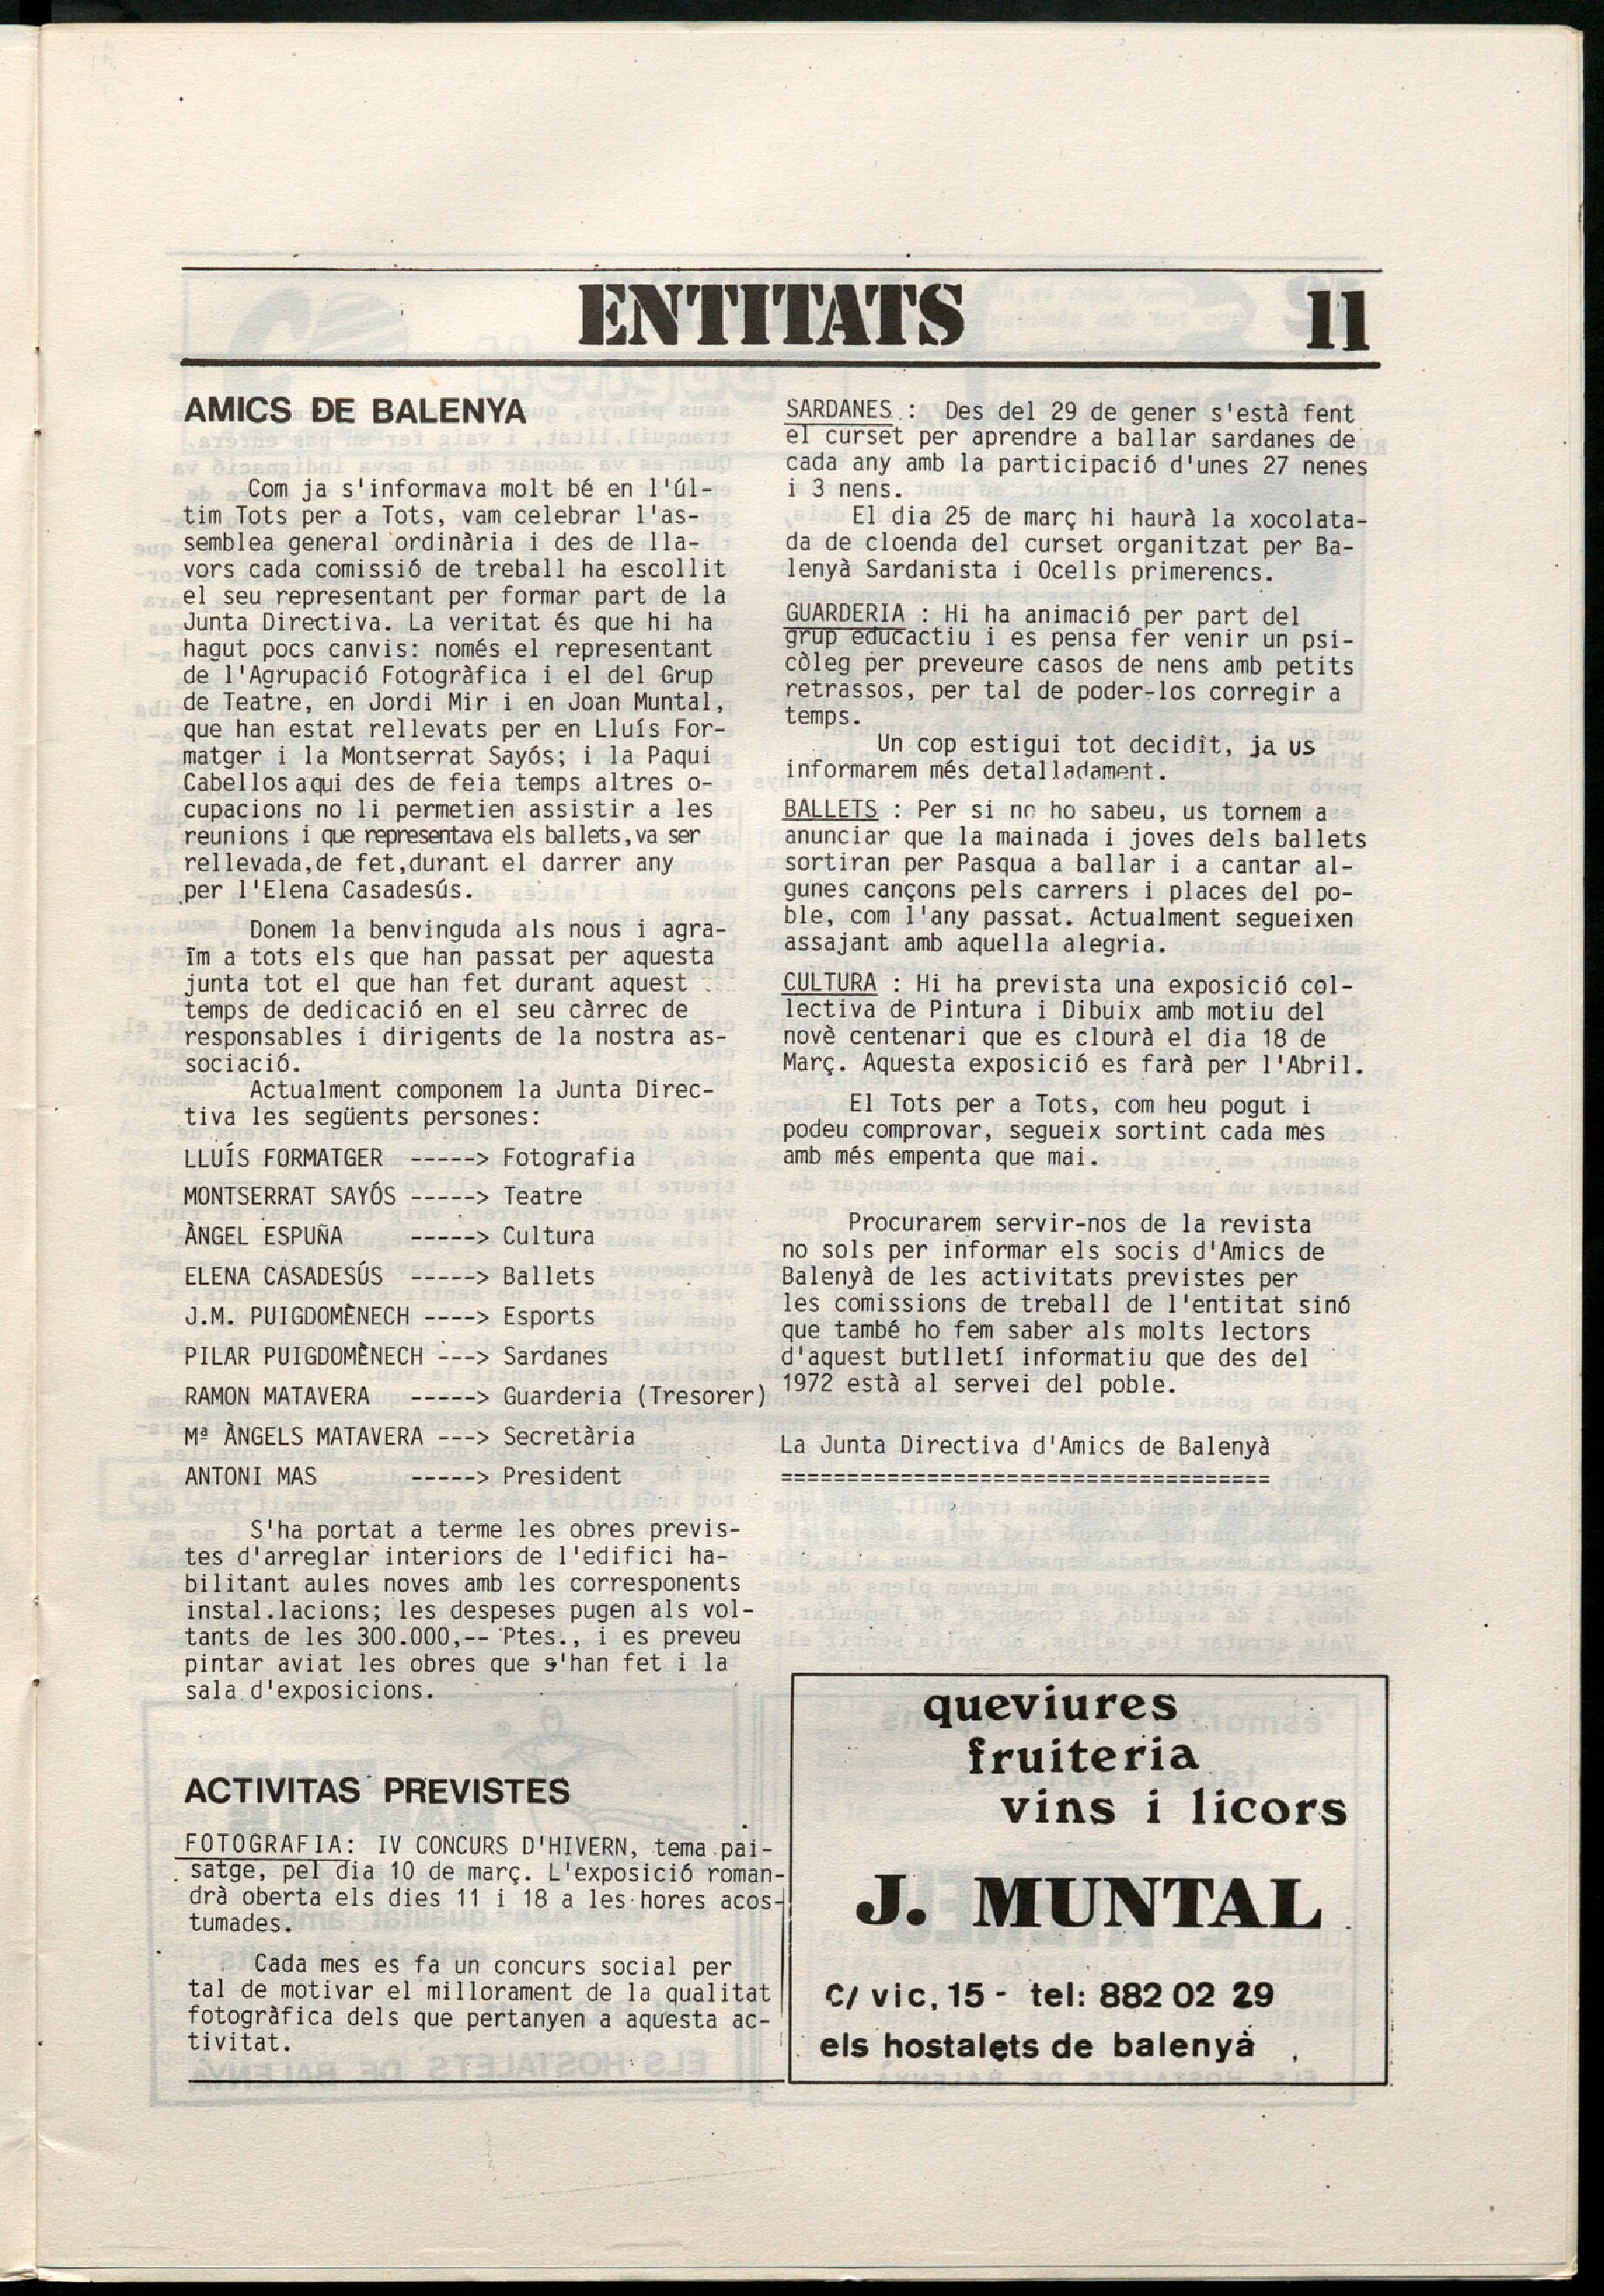 ENTITATS 11
AMICS DE BALENYA
Com ja s'informava molt bé en l'úl-
tim Tots per a Tots, vam celebrar l'as-
semblea general ordinària i des de lla-
vors cada comissió de treball ha escollit
el seu representant per formar part de la
Junta Directiva. La veritat és que hi ha
hagut pocs canvis: només el representant
de l'Agrupació Fotogràfica i el del Grup
de Teatre, en Jordi Mir i en Joan Muntal,
que han estat rellevats per en Lluís For-
matger i la Montserrat Sayós; i la Paqui
Cabellos aqui des de feia temps altres o-
cupacions no li permetien assistir a les
reunions i que representava els ballets, va ser
rellevada,de fet,durant el darrer any
per l'Elena Casadesús.
Donem la benvinguda als nous i agra-
ïm a tots els que han passat per aquesta
junta tot el que han fet durant aquest
temps de dedicació en el seu càrrec de
responsables i dirigents de la nostra as-
sociació.
Actualment componem la Junta Direc-
tiva les següents persones:
LLUÍS FORMATGER -----> Fotografia
MONTSERRAT SAYÓS -----> Teatre
ÀNGEL ESPUÑA -----> Cultura
ELENA CASADESÚS -----> Ballets
J.M. PUIGDOMÈNECH ----> Esports
PILAR PUIGDOMÈNECH ---> Sardanes
RAMON MATAVERA -----> Guarderia (Tresorer)
Mª ÀNGELS MATAVERA ---> Secretària
ANTONI MAS -----> President
S'ha portat a terme les obres previs-
tes d'arreglar interiors de l'edifici ha-
bilitant aules noves amb les corresponents
instal.lacions; les despeses pugen als vol-
tants de les 300.000,-- Ptes., i es preveu
pintar aviat les obres que s'han fet i la
sala d'exposicions.
ACTIVITAS PREVISTES
FOTOGRAFIA: IV CONCURS D'HIVERN, tema pai-
satge, pel dia 10 de març. L'exposició roman-
drà oberta els dies 11 i 18 a les hores acos-
tumades.
Cada mes es fa un concurs social per
tal de motivar el millorament de la qualitat
fotogràfica dels que pertanyen a aquesta ac-
tivitat.
SARDANES : Des del 29 de gener s'està fent
el curset per aprendre a ballar sardanes de
cada any amb la participació d'unes 27 nenes
i 3 nens.
El dia 25 de març hi haurà la xocolata-
da de cloenda del curset organitzat per Ba-
lenyà Sardanista i Ocells primerencs.
GUARDERIA : Hi ha animació per part del
grup educactiu i es pensa fer venir un psi-
còleg per preveure casos de nens amb petits
retrassos, per tal de poder-los corregir a
temps.
Un cop estigui tot decidit, ja us
informarem més detalladament.
BALLETS : Per si no ho sabeu, us tornem a
anunciar que la mainada i joves dels ballets
sortiran per Pasqua a ballar i a cantar al-
gunes cançons pels carrers i places del po-
ble, com l'any passat. Actualment segueixen
assajant amb aquella alegria.
CULTURA : Hi ha prevista una exposició col-
lectiva de Pintura i Dibuix amb motiu del
novè centenari que es clourà el dia 18 de
Març. Aquesta exposició es farà per l'Abril.
El Tots per a Tots, com heu pogut i
podeu comprovar, segueix sortint cada mes
amb més empenta que mai.
Procurarem servir-nos de la revista
no sols per informar els socis d'Amics de
Balenyà de les activitats previstes per
les comissions de treball de l'entitat sinó
que també ho fem saber als molts lectors
d'aquest butlletí informatiu que des del
1972 està al servei del poble.
La Junta Directiva d'Amics de Balenyà
=====================================
queviures
fruiteria
vins i licors
J. MUNTAL
C/ vic, 15 - tel: 882 02 29
els hostalets de balenyà